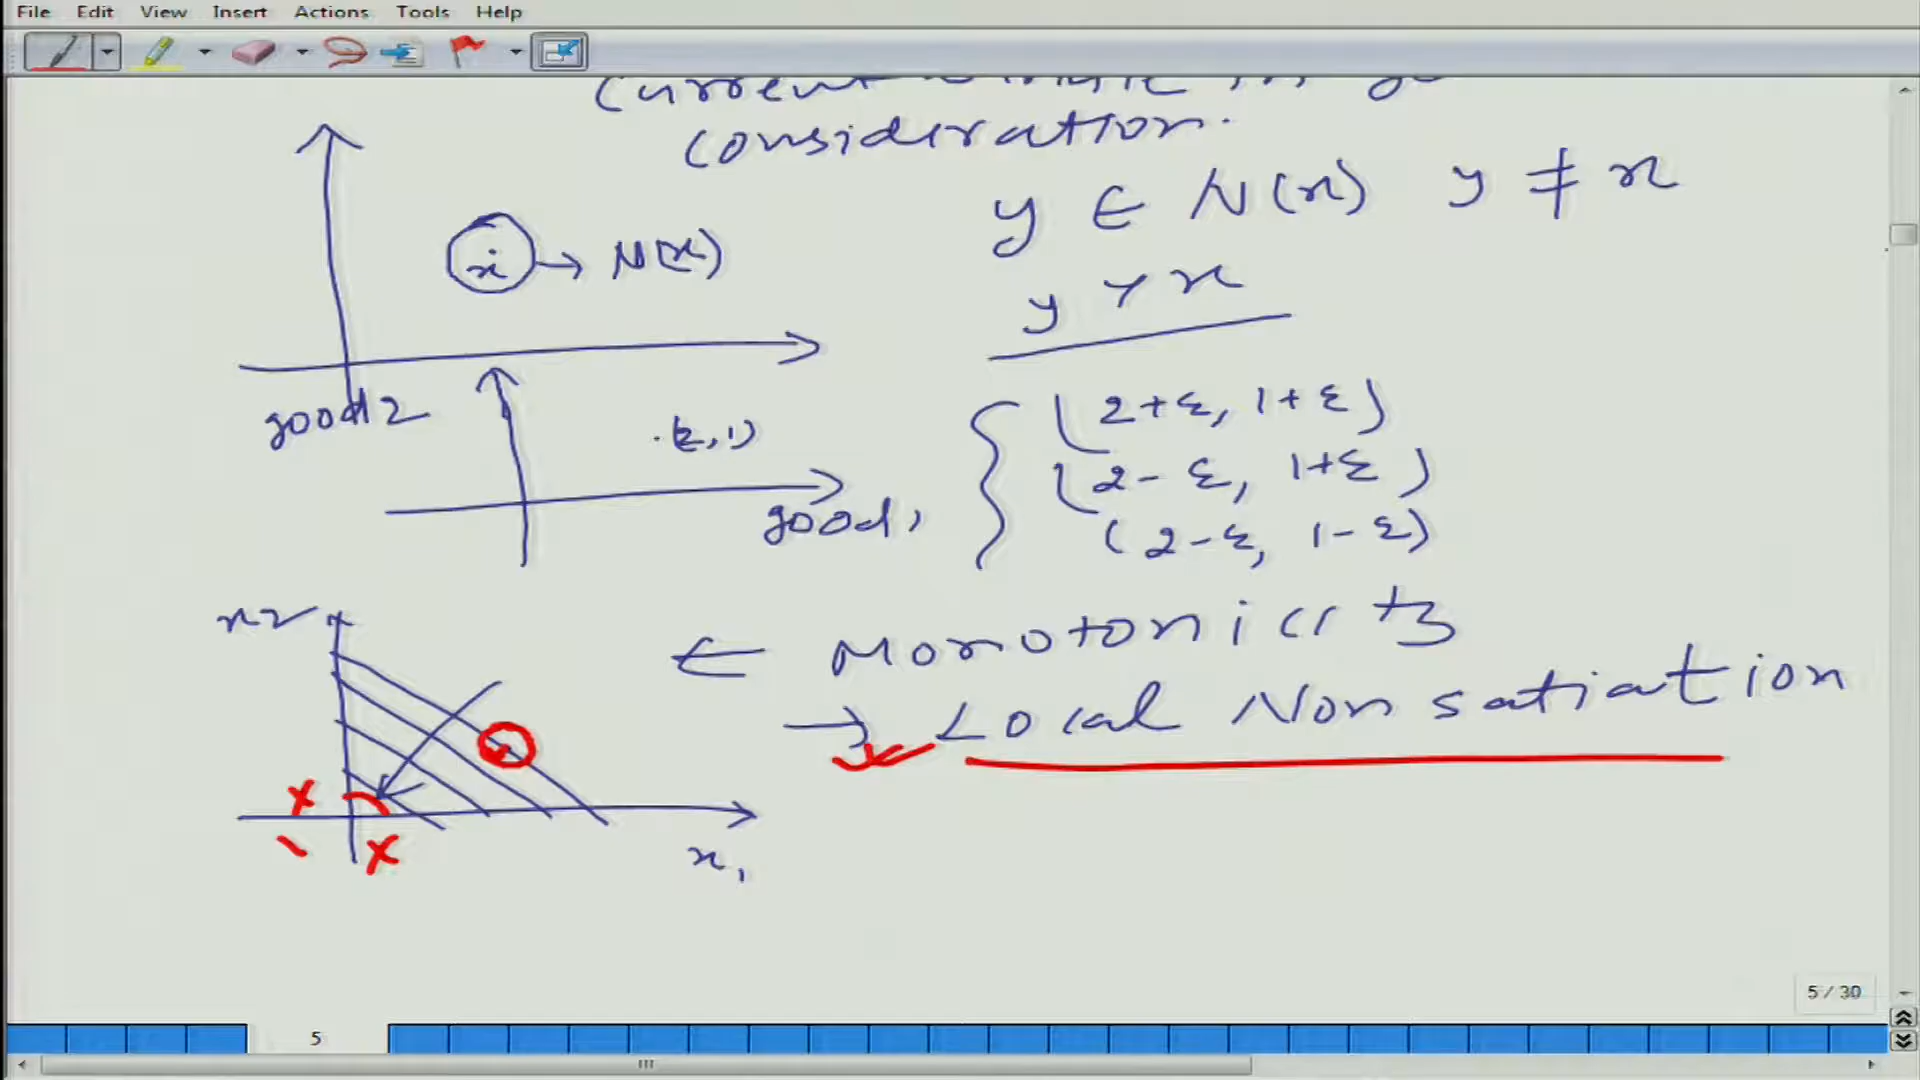 File Edit View Insert Actions Tools Help
consideration.
y ∈ N(x) y ≠ x
x → N(x)
y ≻ x
good 2
.(2,1)
(2+ε, 1+ε)
(2-ε, 1+ε)
(2-ε, 1-ε)
good 1
x2
← Monotonicity
→ Local Non satiation
x x
x1
5 / 30
5